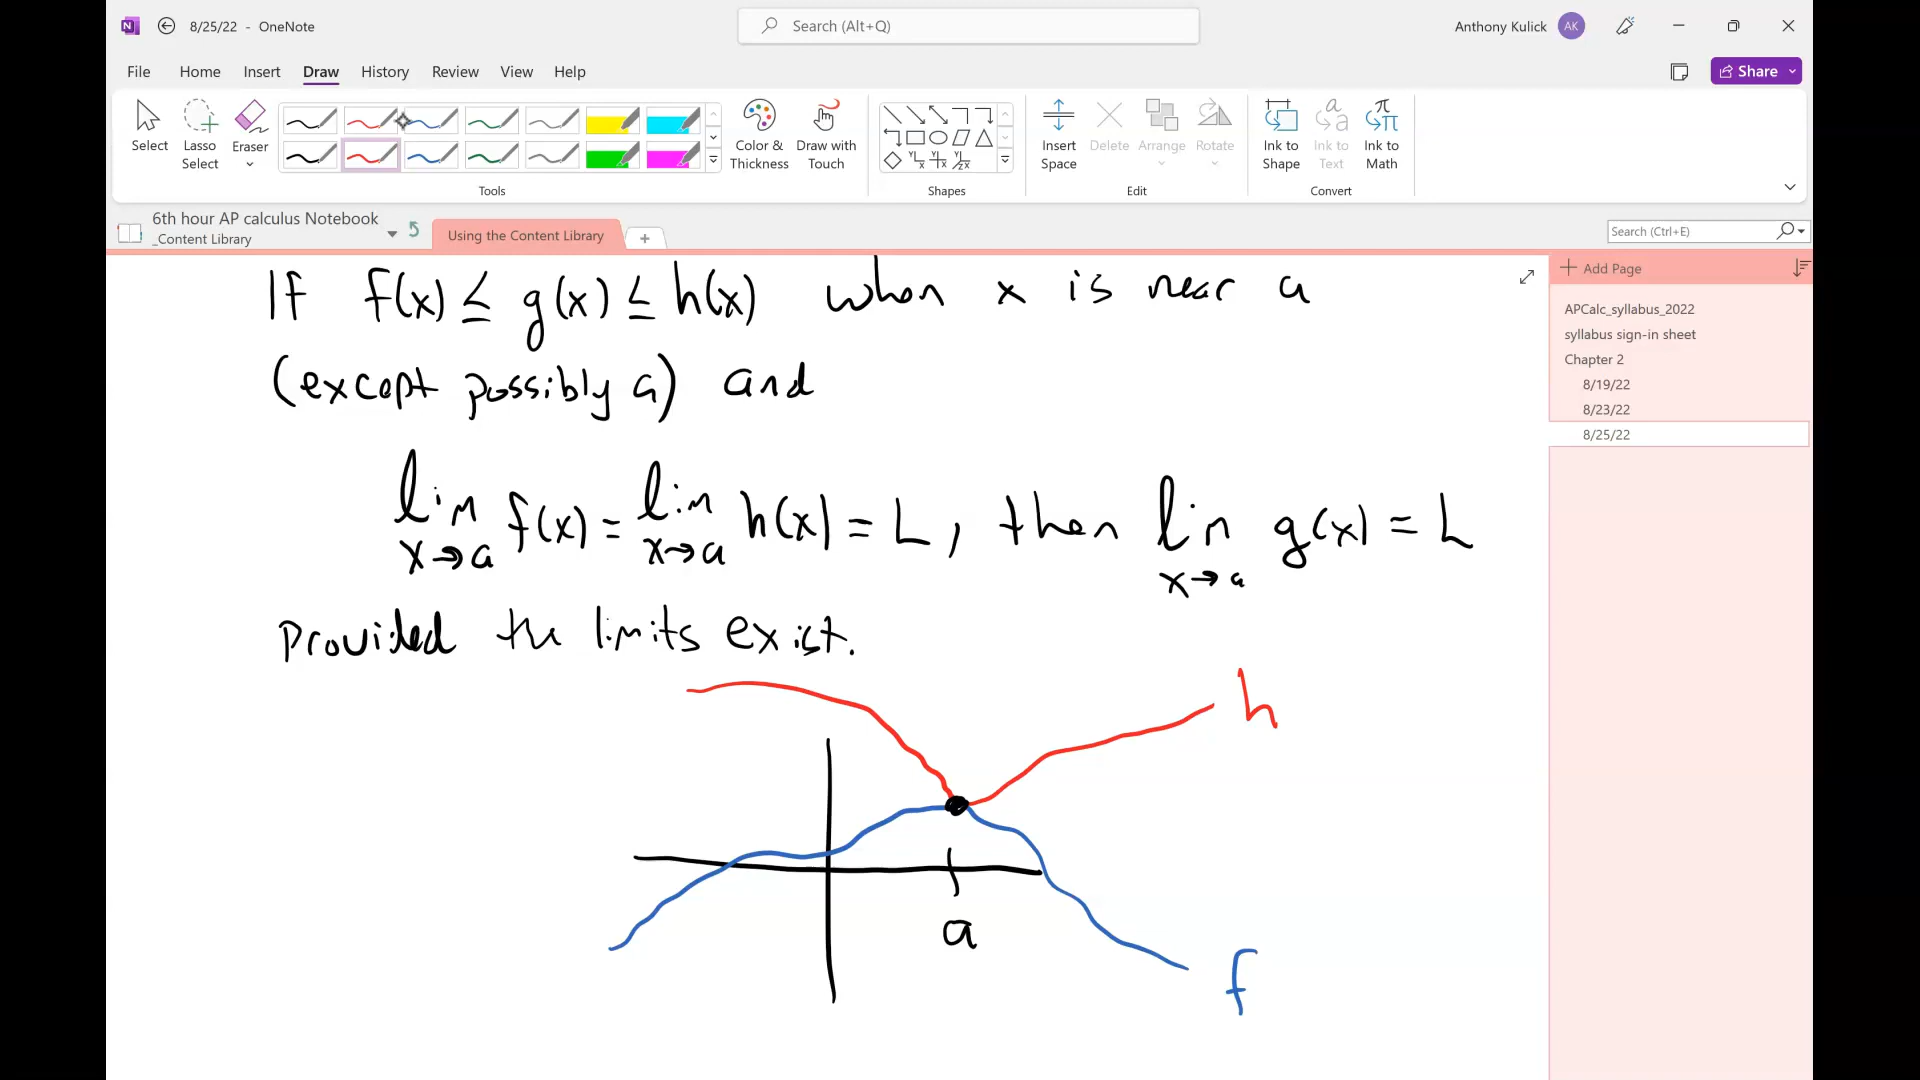 8/25/22 - OneNote
Search (Alt+Q)
Anthony Kulick AK
File Home Insert Draw History Review View Help
Share
Select
Lasso Select
Eraser
Color & Thickness
Draw with Touch
Insert Space
Delete
Arrange
Rotate
Ink to Shape
Ink to Text
Ink to Math
Tools
Shapes
Edit
Convert
6th hour AP calculus Notebook
_Content Library
Using the Content Library
Search (Ctrl+E)
Add Page
APCalc_syllabus_2022
syllabus sign-in sheet
Chapter 2
8/19/22
8/23/22
8/25/22
If f(x) ≤ g(x) ≤ h(x) when x is near a
(except possibly a) and
lim x→a f(x) = lim x→a h(x) = L, then lim x→a g(x) = L
provided the limits exist.
h
a
f